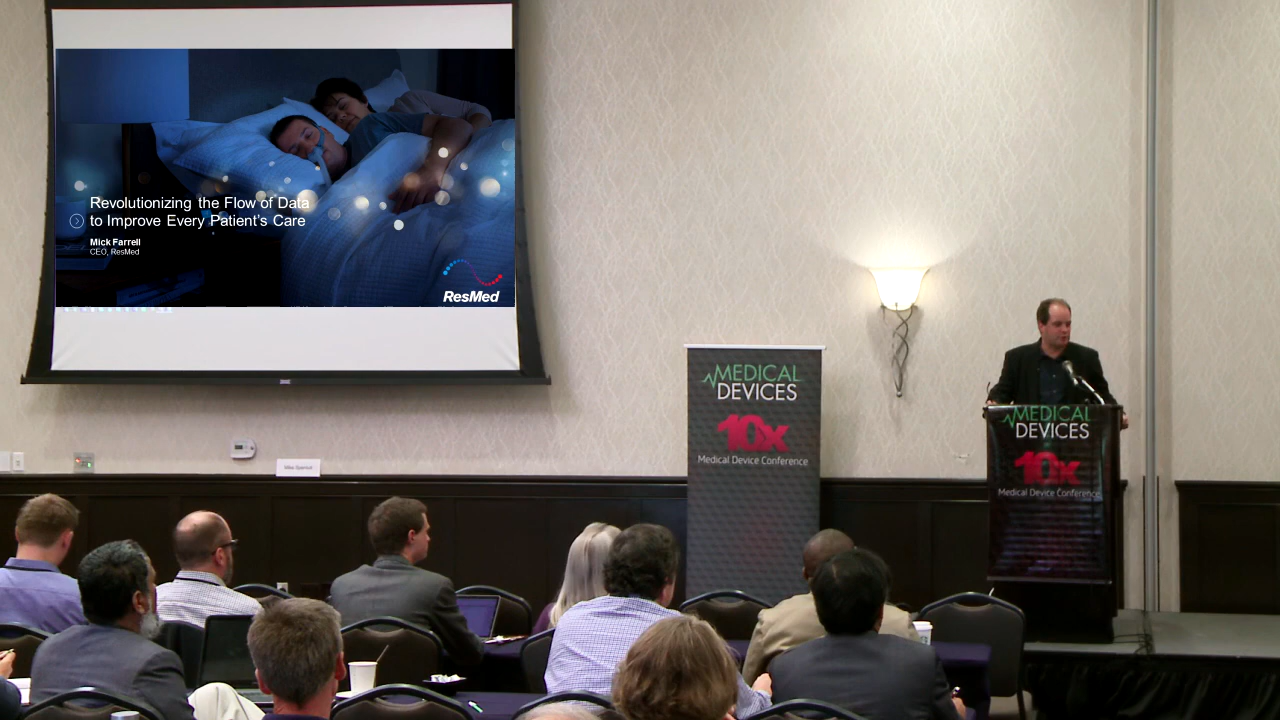 Revolutionizing the Flow of Data
to Improve Every Patient's Care
Mick Farrell
CEO, ResMed
ResMed
MEDICAL
DEVICES
10x
Medical Device Conference
MEDICAL
DEVICES
10x
Medical Device Conference